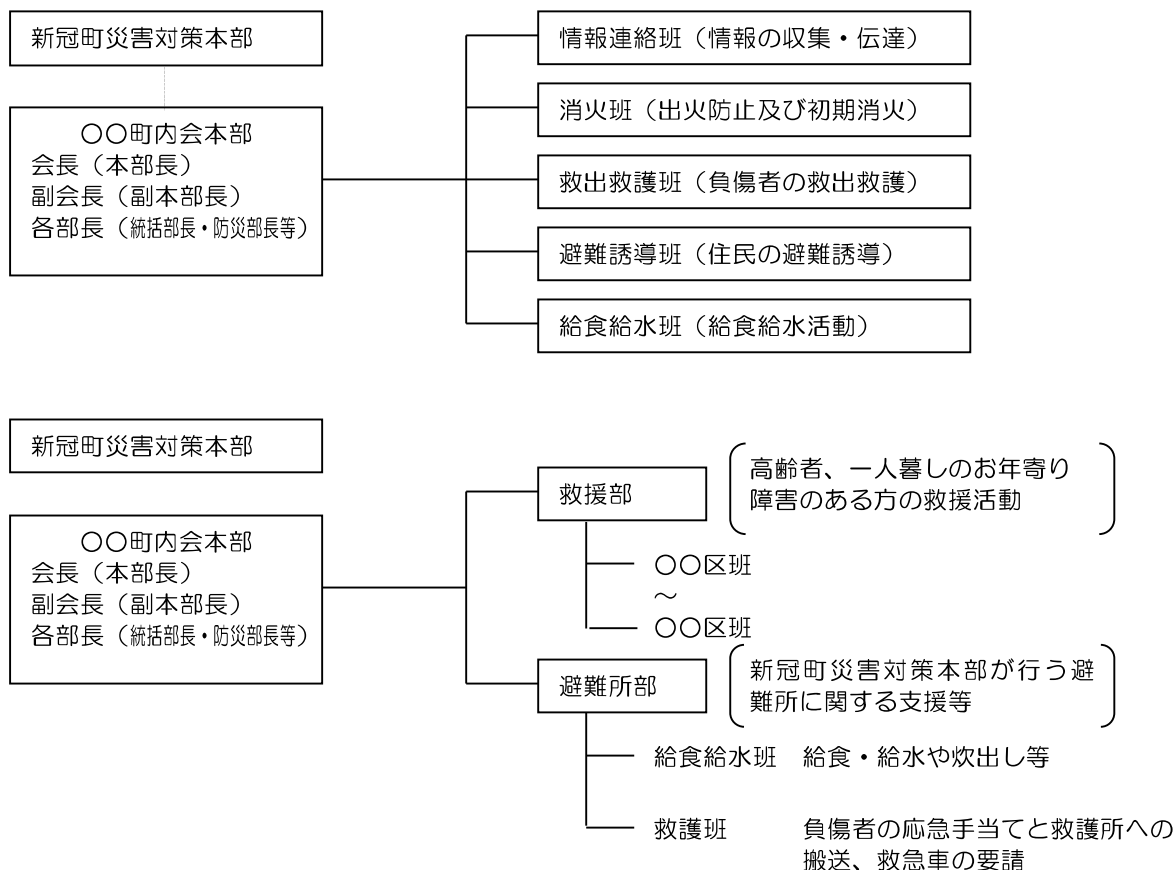 新冠町災害対策本部
〇〇町内会本部
会長（本部長）
副会長（副本部長）
各部長（統括部長・防災部長等）
情報連絡班（情報の収集・伝達）
消火班（出火防止及び初期消火）
救出救護班（負傷者の救出救護）
避難誘導班（住民の避難誘導）
給食給水班（給食給水活動）
新冠町災害対策本部
〇〇町内会本部
会長（本部長）
副会長（副本部長）
各部長（統括部長・防災部長等）
救援部
高齢者、一人暮しのお年寄り
障害のある方の救援活動
〇〇区班
～
〇〇区班
避難所部
新冠町災害対策本部が行う避
難所に関する支援等
給食給水班　給食・給水や炊出し等
救護班　負傷者の応急手当てと救護所への
搬送、救急車の要請